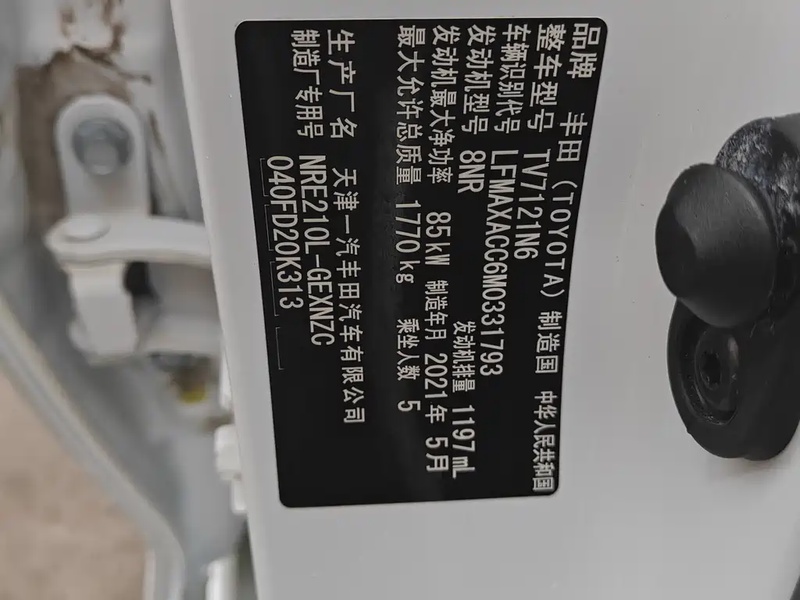 品牌 丰田(TOYOTA) 制造国 中华人民共和国
整车型号 TV7121N6
车辆识别代号 LFMAXACC6M0331793
发动机型号 8NR 发动机排量 1197mL
发动机最大净功率 85kW 制造年月 2021年 5月
最大允许总质量 1770kg 乘坐人数 5
生产厂名 天津一汽丰田汽车有限公司
制造厂专用号 NRE210L-GEXNZC
040FD20K313